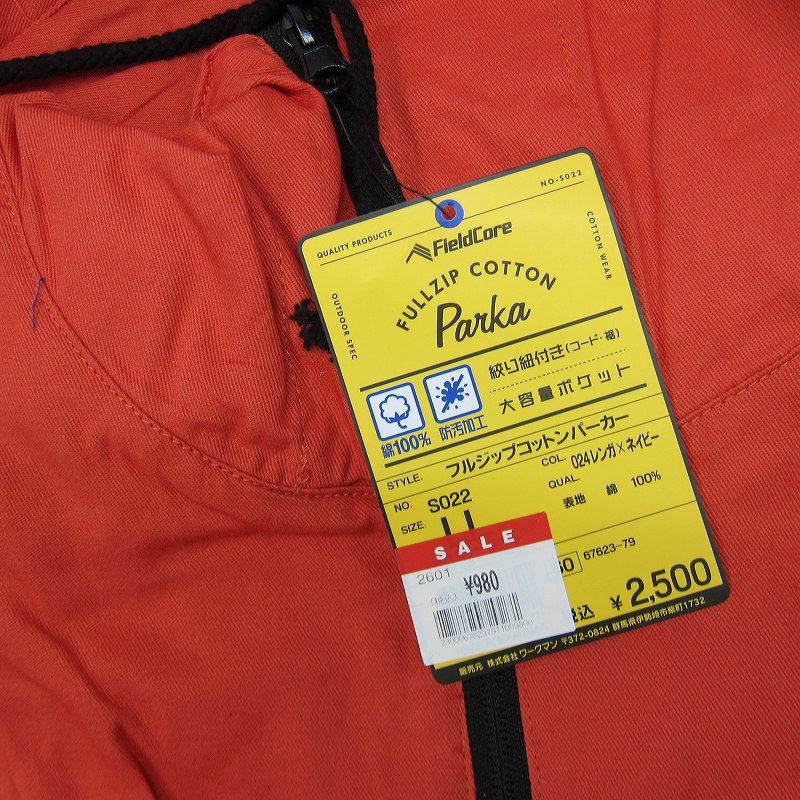 NO-S022
QUALITY PRODUCTS
FieldCore
COTTON WEAR
FULLZIP COTTON
Parka
OUTDOOR SPEC
絞り紐付き(コード・裾)
大容量ポケット
綿100% 防汚加工
STYLE. フルジップコットンパーカー
NO. S022
COL. 024レンガ×ネイビー
SIZE.
QUAL. 表地 綿 100%
SALE
2601
¥980
67623-79
税込 ¥2,500
販売元 株式会社ワークマン 〒372-0824 群馬県伊勢崎市柴町1732